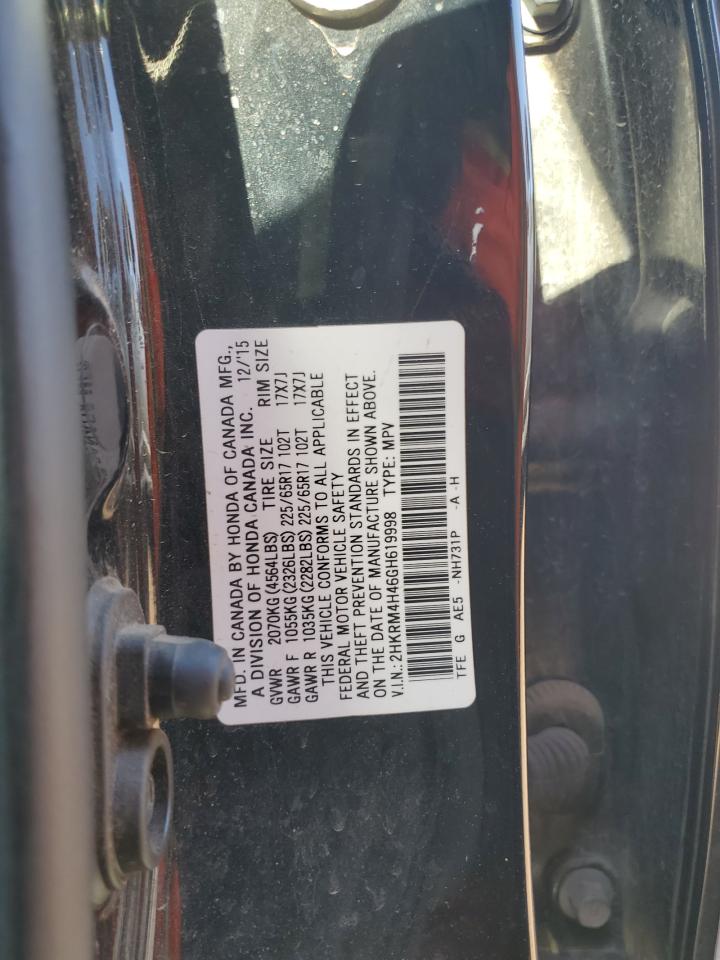 MFD. IN CANADA BY HONDA OF CANADA MFG.,
A DIVISION OF HONDA CANADA INC. 12/'15
GVWR 2070KG (4564LBS) TIRE SIZE RIM SIZE
GAWR F 1055KG (2326LBS) 225/65R17 102T 17X7J
GAWR R 1035KG (2282LBS) 225/65R17 102T 17X7J
THIS VEHICLE CONFORMS TO ALL APPLICABLE
FEDERAL MOTOR VEHICLE SAFETY
AND THEFT PREVENTION STANDARDS IN EFFECT
ON THE DATE OF MANUFACTURE SHOWN ABOVE.
V.I.N.: 2HKRM4H46GH619998 TYPE: MPV
TFE G AE5 -NH731P -A -H